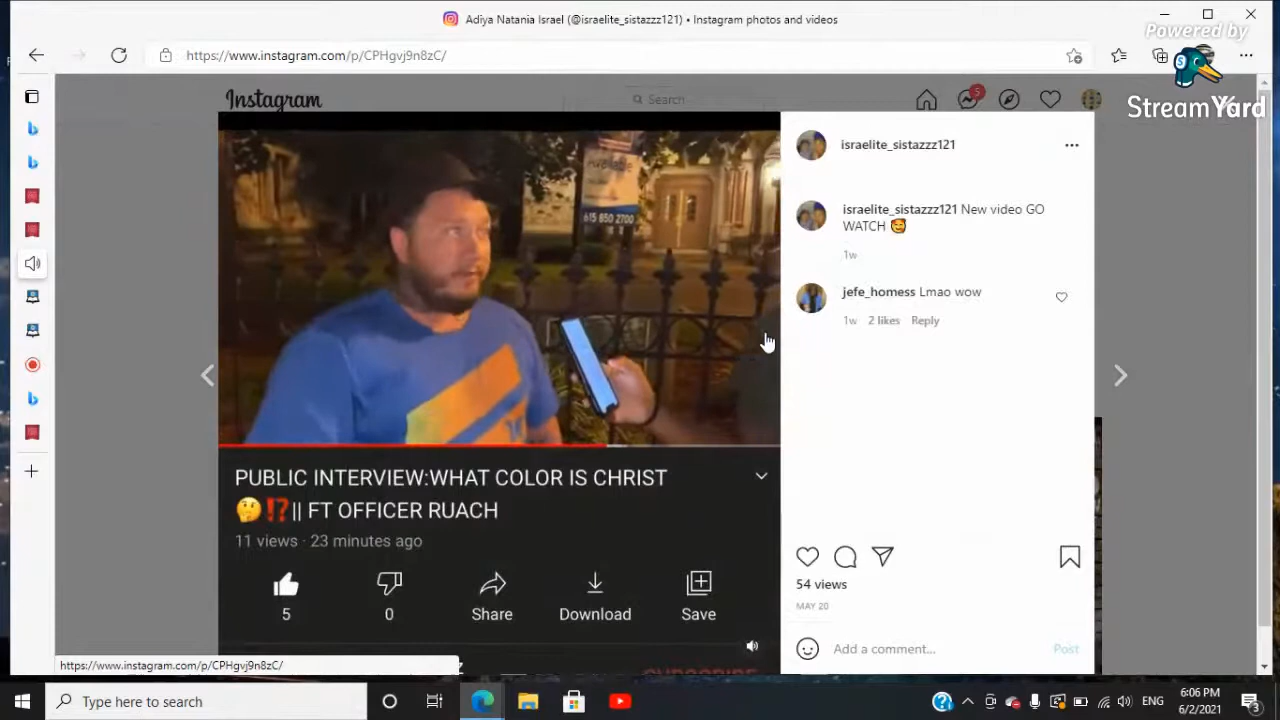 Adiya Natania Israel (@israelite_sistazzz121) • Instagram photos and videos
Powered by
https://www.instagram.com/p/CPHgvj9n8zC/
StreamYard
Instagram
Search
5
israelite_sistazzz121
615 850 2700
israelite_sistazzz121 New video GO
WATCH 🥰
1w
jefe_homess Lmao wow
1w 2 likes Reply
PUBLIC INTERVIEW:WHAT COLOR IS CHRIST
🤔⁉️|| FT OFFICER RUACH
11 views · 23 minutes ago
5
0
Share
Download
Save
54 views
MAY 20
Add a comment...
Post
https://www.instagram.com/p/CPHgvj9n8zC/
SUBSCRIBE
Type here to search
ENG
6:06 PM
6/2/2021
3